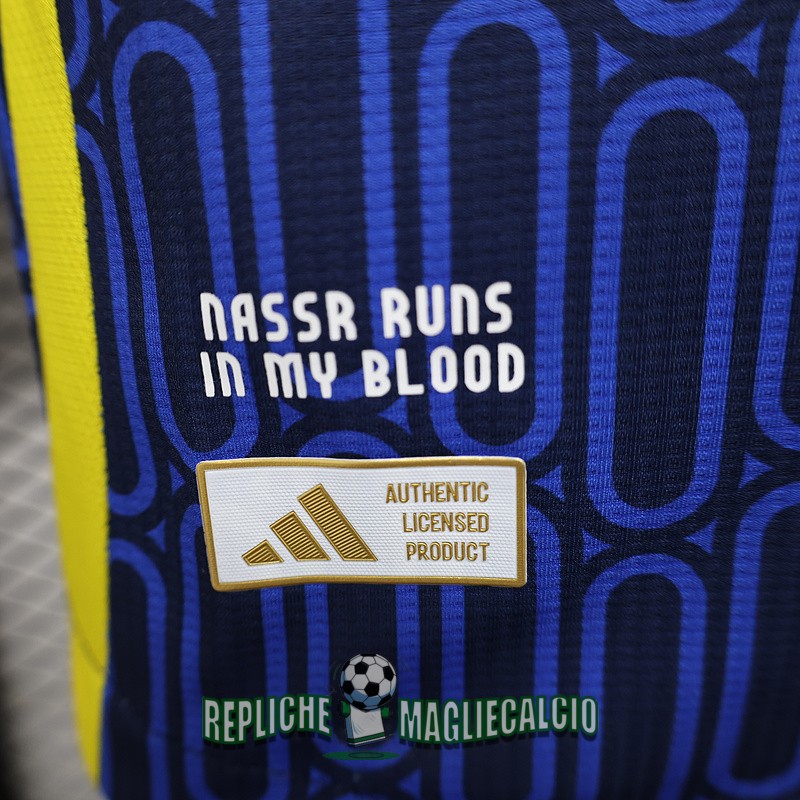 NASSR RUNS
IN MY BLOOD
AUTHENTIC
LICENSED
PRODUCT
REPLICHE MAGLIECALCIO